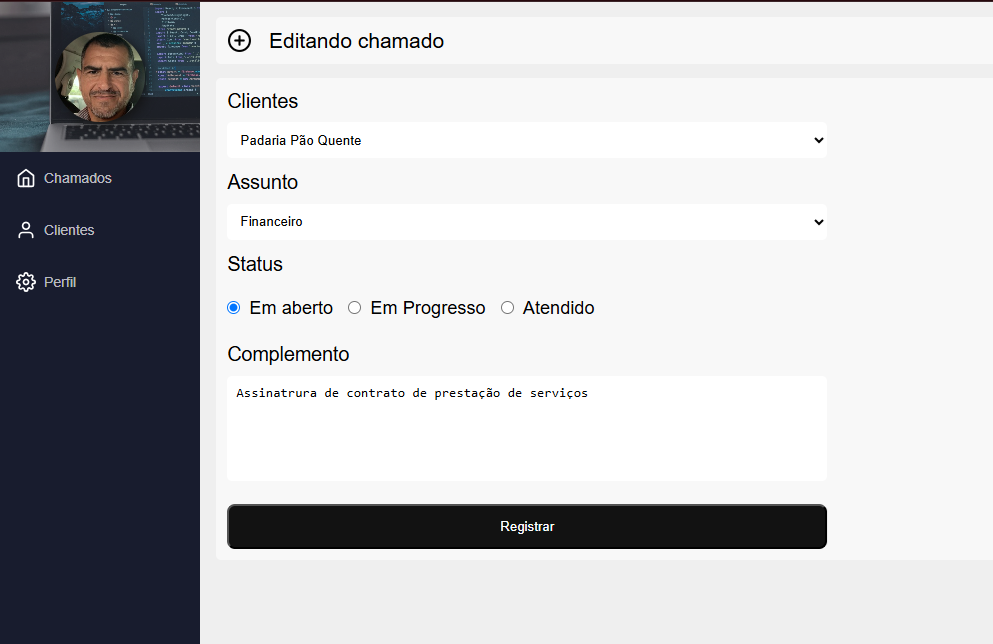 Editando chamado
Chamados
Clientes
Perfil
Clientes
Padaria Pão Quente
Assunto
Financeiro
Status
Em aberto Em Progresso Atendido
Complemento
Assinatrura de contrato de prestação de serviços
Registrar